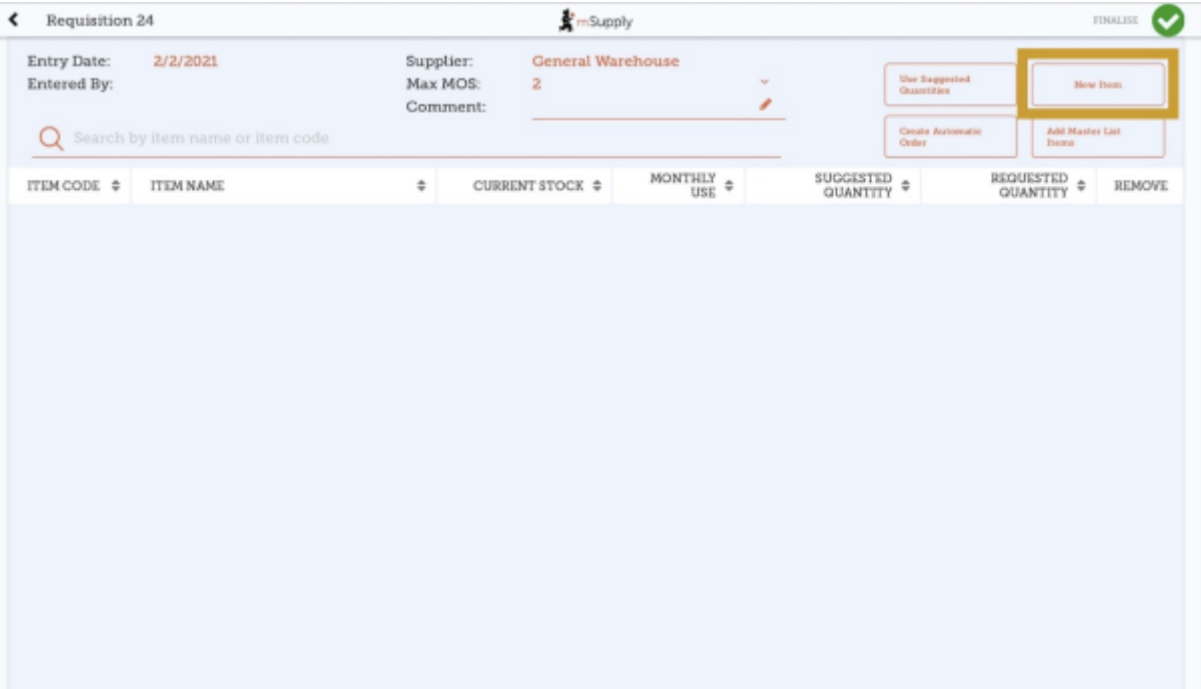 Requisition 24
mSupply
FINALISE
Entry Date: 2/2/2021
Entered By:
Supplier: General Warehouse
Max MOS: 2
Comment:
Use Suggested
Quantities
New Item
Create Automatic
Order
Add Master List
Items
Search by item name or item code
ITEM CODE
ITEM NAME
CURRENT STOCK
MONTHLY
USE
SUGGESTED
QUANTITY
REQUESTED
QUANTITY
REMOVE